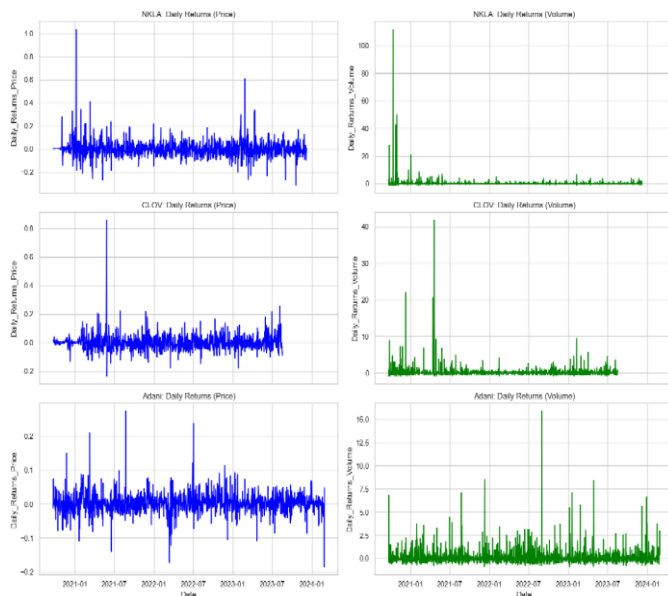 NKLA: Daily Returns (Price)
Daily_Returns_Price
1.0
0.8
0.6
0.4
0.2
0.0
-0.2
NKLA: Daily Returns (Volume)
Daily_Returns_Volume
100
80
60
40
20
0
CLOV: Daily Returns (Price)
Daily_Returns_Price
0.8
0.6
0.4
0.2
0.0
0.2
CLOV: Daily Returns (Volume)
Daily_Returns_Volume
40
30
20
10
0
Adani: Daily Returns (Price)
Daily_Returns_Price
0.2
0.1
0.0
-0.1
-0.2
2021-01 2021-07 2022-01 2022-07 2023-01 2023-07 2024-01
Date
Adani: Daily Returns (Volume)
Daily_Returns_Volume
15.0
12.5
10.0
7.5
5.0
2.5
0.0
2021-01 2021-07 2022-01 2022-07 2023-01 2023-07 2024-01
Date